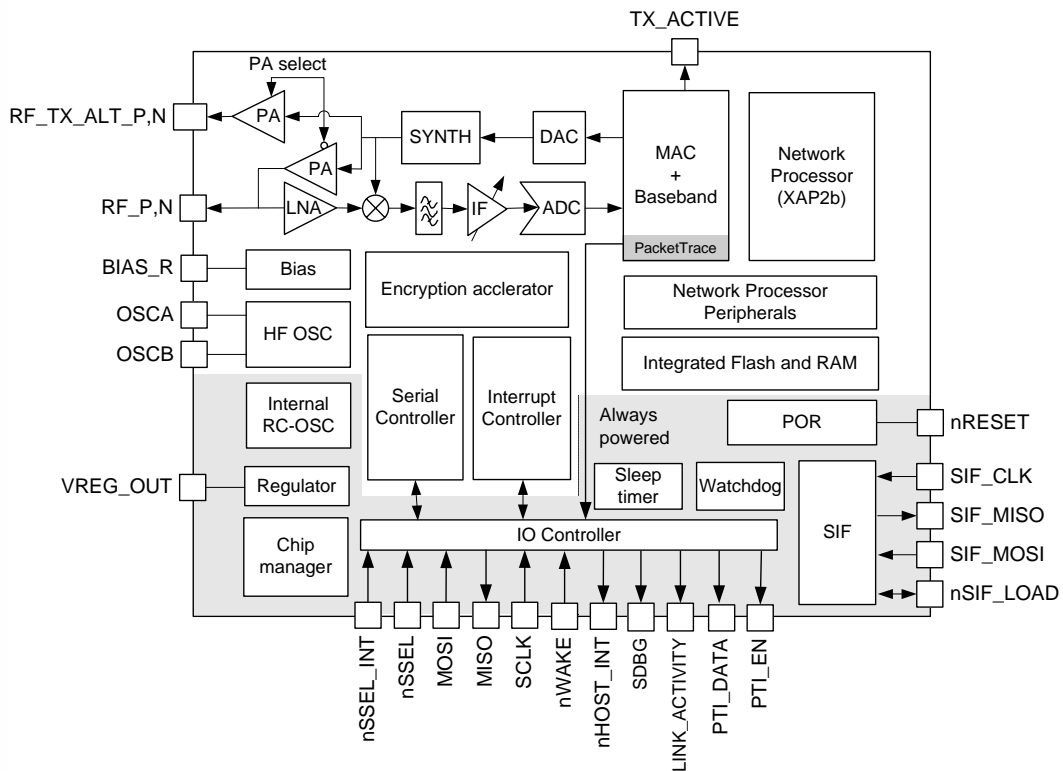 TX_ACTIVE
PA select
RF_TX_ALT_P,N
PA
SYNTH
DAC
MAC
+
Baseband
Network
Processor
(XAP2b)
PA
RF_P,N
LNA
IF
ADC
PacketTrace
BIAS_R
Bias
Encryption acclerator
Network Processor
Peripherals
OSCA
HF OSC
OSCB
Integrated Flash and RAM
Serial
Controller
Interrupt
Controller
Internal
RC-OSC
Always
powered
POR
nRESET
VREG_OUT
Regulator
Sleep
timer
Watchdog
SIF
SIF_CLK
SIF_MISO
SIF_MOSI
nSIF_LOAD
IO Controller
Chip
manager
nSSEL_INT
nSSEL
MOSI
MISO
SCLK
nWAKE
nHOST_INT
SDBG
LINK_ACTIVITY
PTI_DATA
PTI_EN